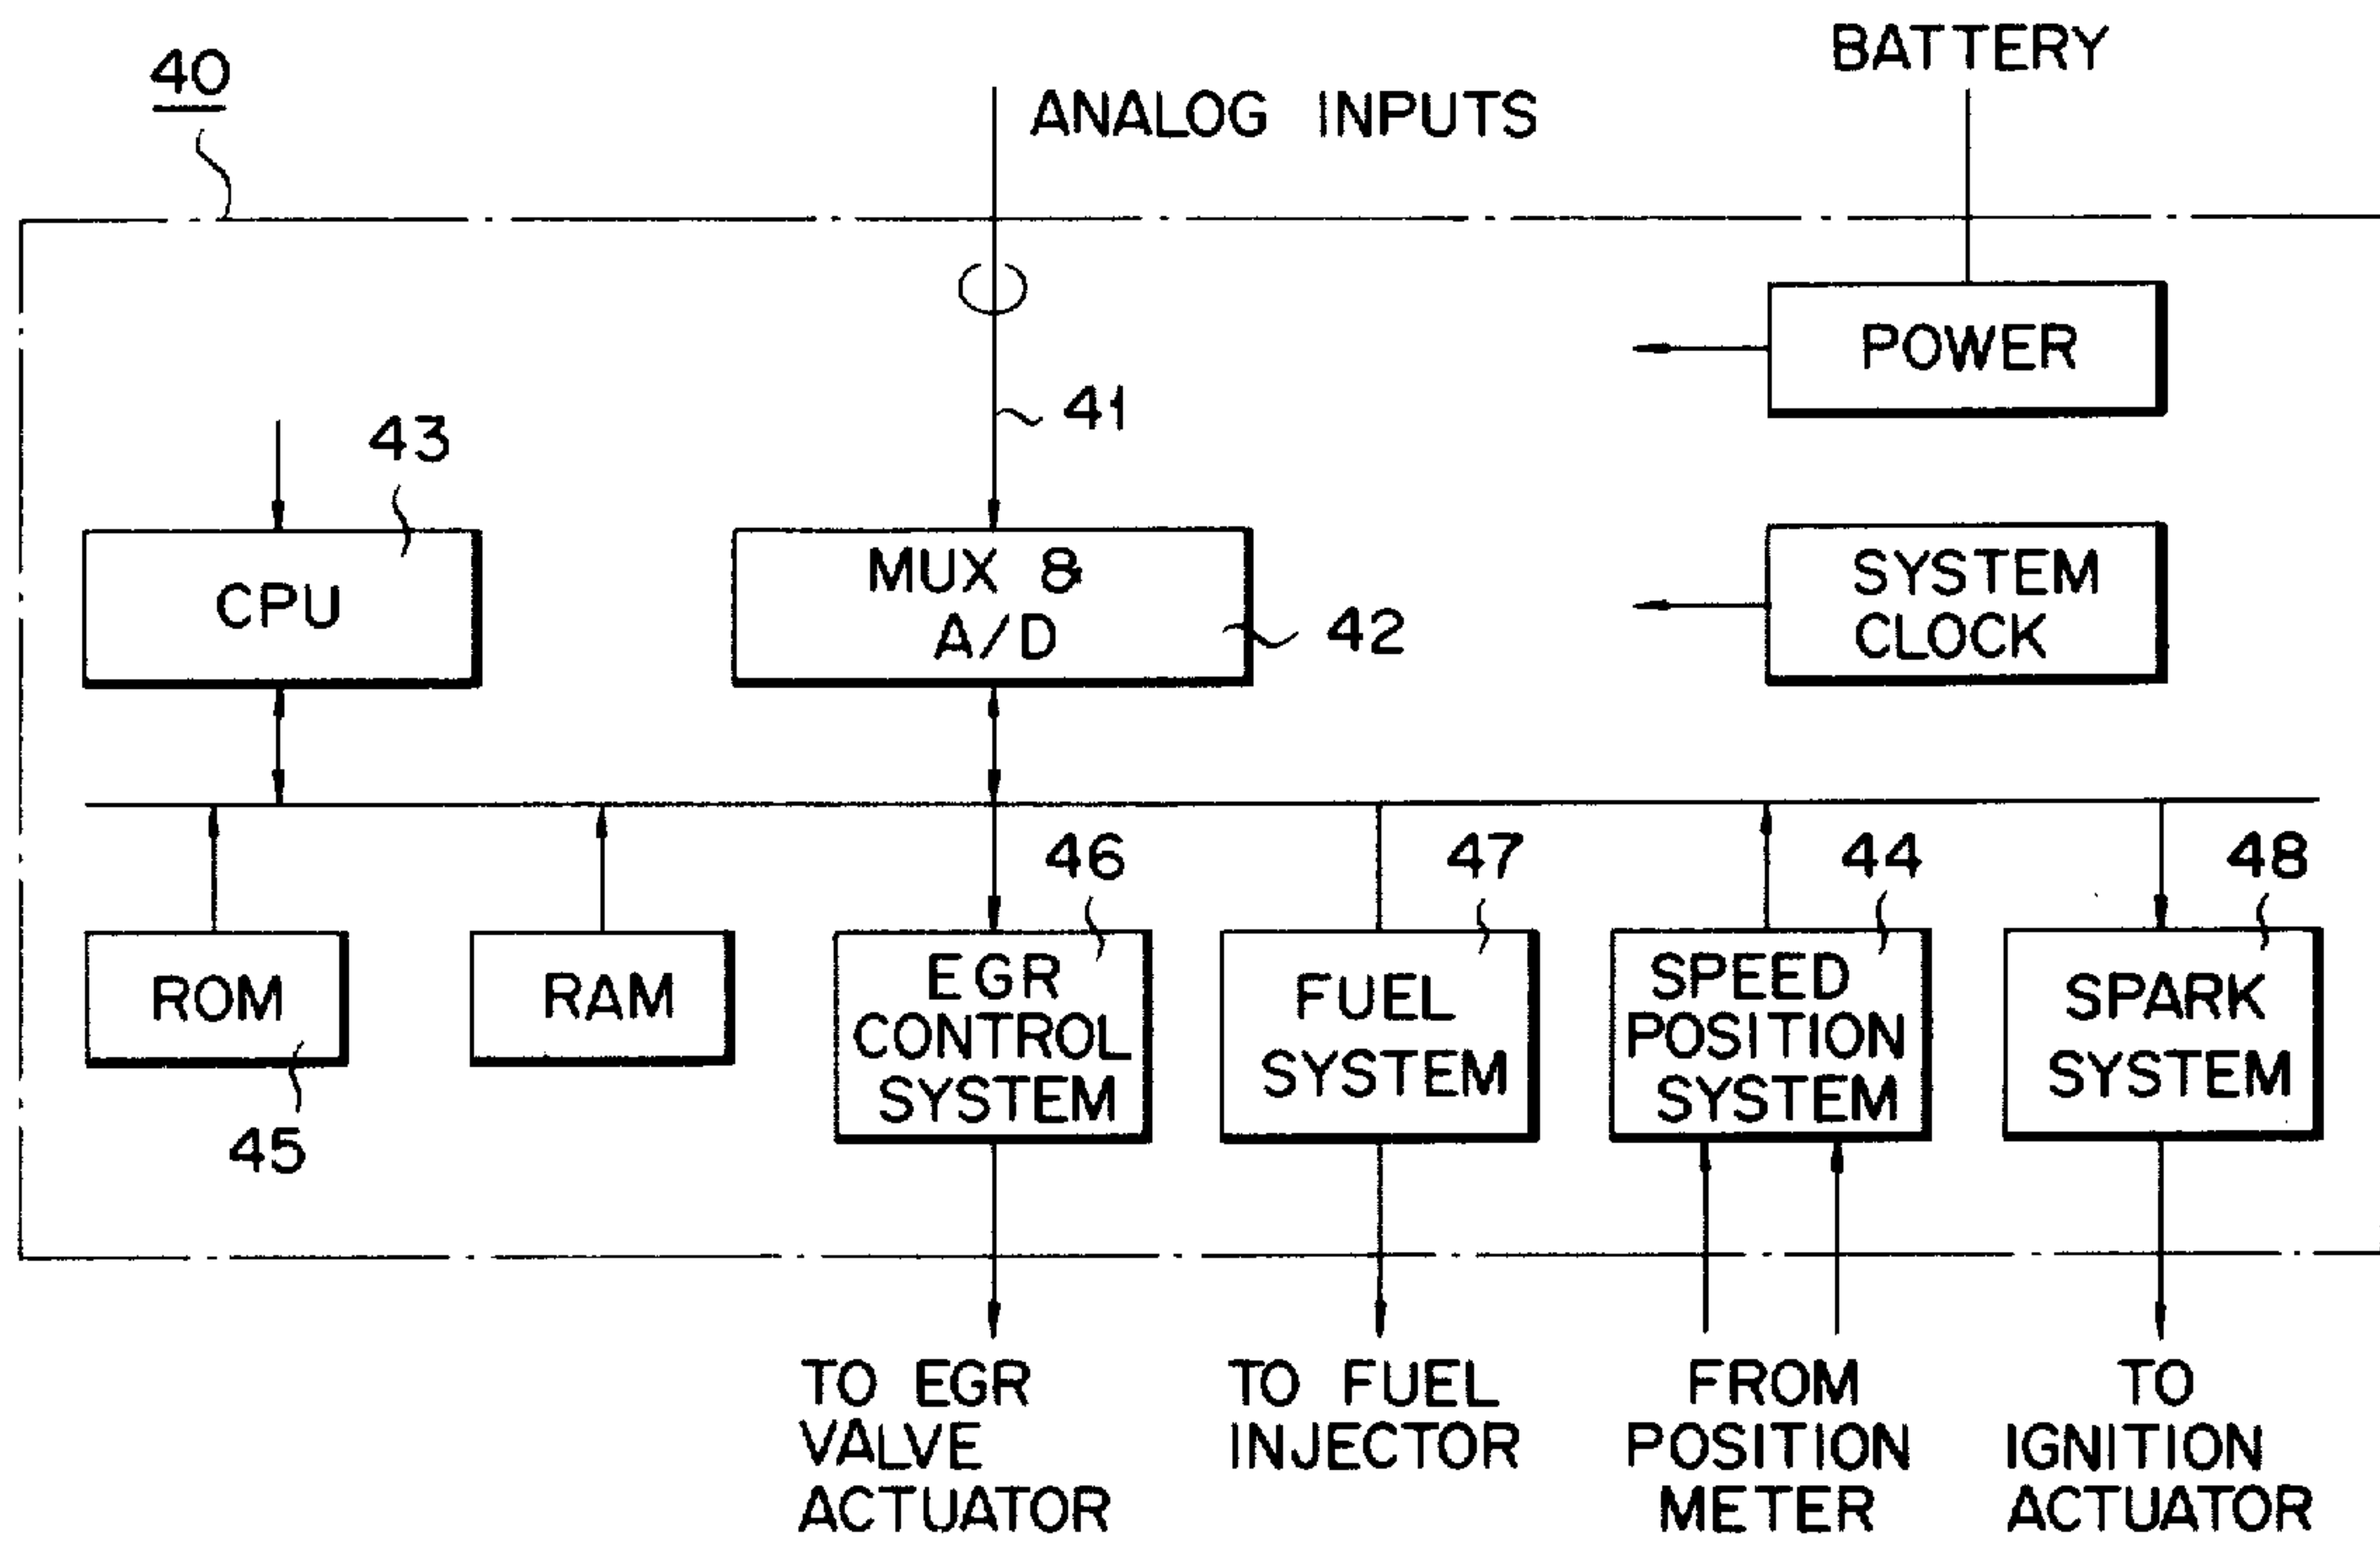 40
ANALOG INPUTS
BATTERY
POWER
41
43
CPU
MUX &
A/D
42
SYSTEM
CLOCK
46
47
44
48
ROM
45
RAM
EGR
CONTROL
SYSTEM
FUEL
SYSTEM
SPEED
POSITION
SYSTEM
SPARK
SYSTEM
TO EGR
VALVE
ACTUATOR
TO FUEL
INJECTOR
FROM
POSITION
METER
TO
IGNITION
ACTUATOR